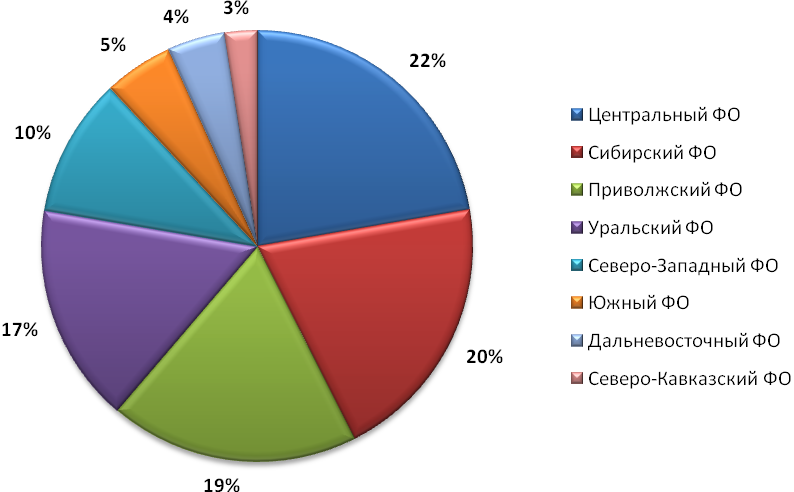 3%
4%
5%
22%
10%
17%
20%
19%
Центральный ФО
Сибирский ФО
Приволжский ФО
Уральский ФО
Северо-Западный ФО
Южный ФО
Дальневосточный ФО
Северо-Кавказский ФО